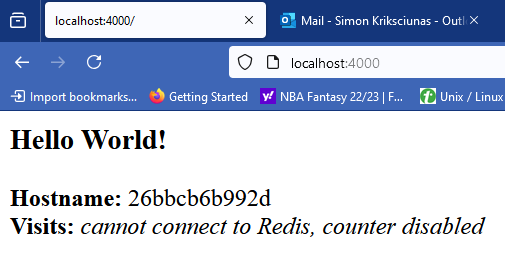 localhost:4000/
Mail - Simon Kriksciunas - Outl
localhost:4000
Import bookmarks...
Getting Started
NBA Fantasy 22/23 | F...
Unix / Linux
Hello World!
Hostname: 26bbcb6b992d
Visits: cannot connect to Redis, counter disabled